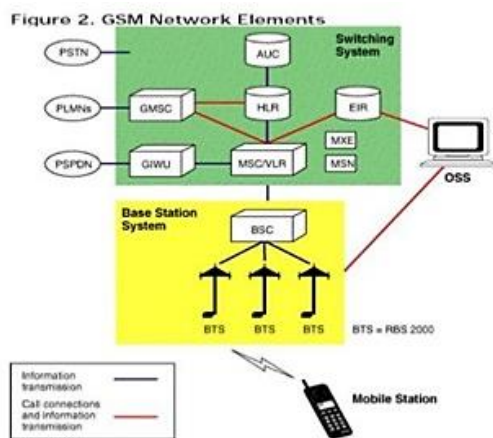 Figure 2. GSM Network Elements
Switching
System
PSTN
AUC
PLMNs
GMSC
HLR
EIR
MXE
PSPDN
GIWU
MSC/VLR
MSN
OSS
Base Station
System
BSC
BTS
BTS
BTS
BTS = RBS 2000
Information
transmission
Call connections
and information
transmission
Mobile Station